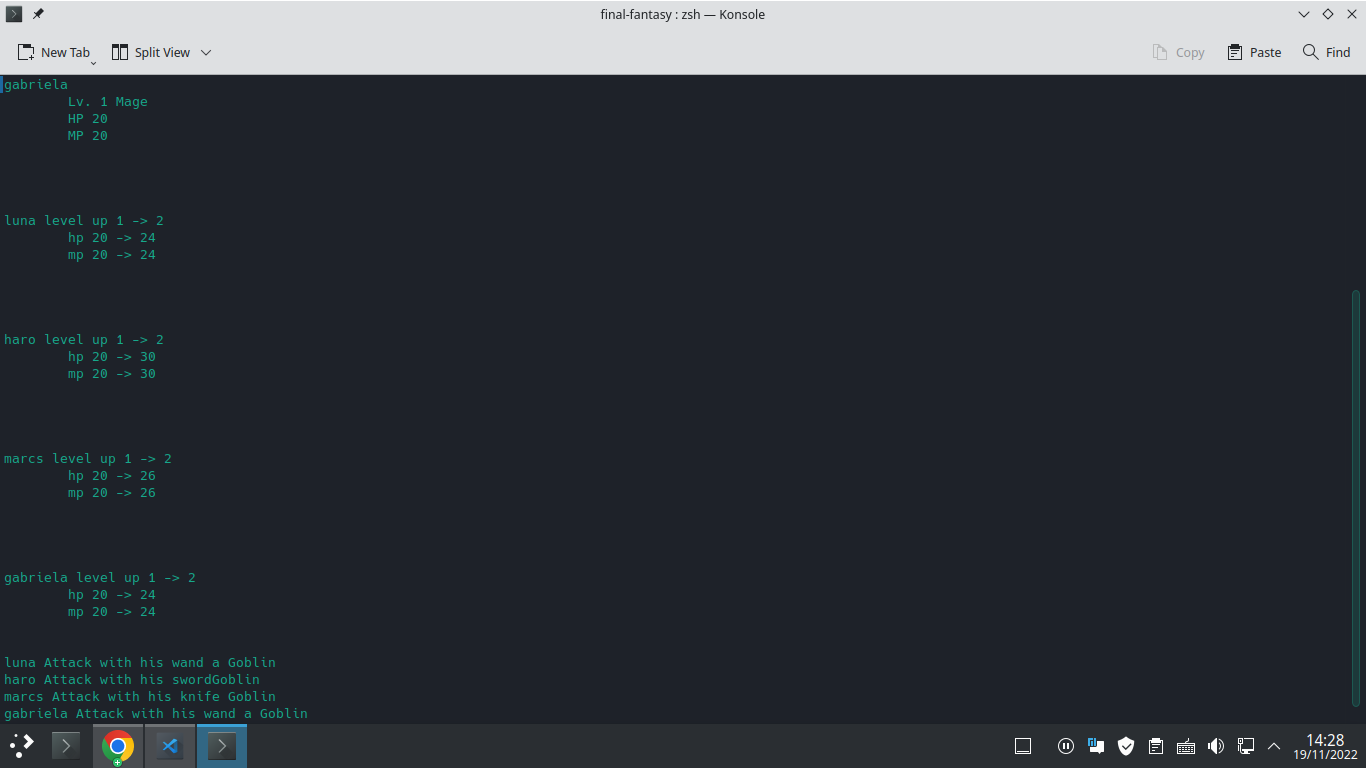 final-fantasy : zsh — Konsole
New Tab
Split View
Copy
Paste
Find
gabriela
Lv. 1 Mage
HP 20
MP 20
luna level up 1 -> 2
hp 20 -> 24
mp 20 -> 24
haro level up 1 -> 2
hp 20 -> 30
mp 20 -> 30
marcs level up 1 -> 2
hp 20 -> 26
mp 20 -> 26
gabriela level up 1 -> 2
hp 20 -> 24
mp 20 -> 24
luna Attack with his wand a Goblin
haro Attack with his swordGoblin
marcs Attack with his knife Goblin
gabriela Attack with his wand a Goblin
14:28
19/11/2022